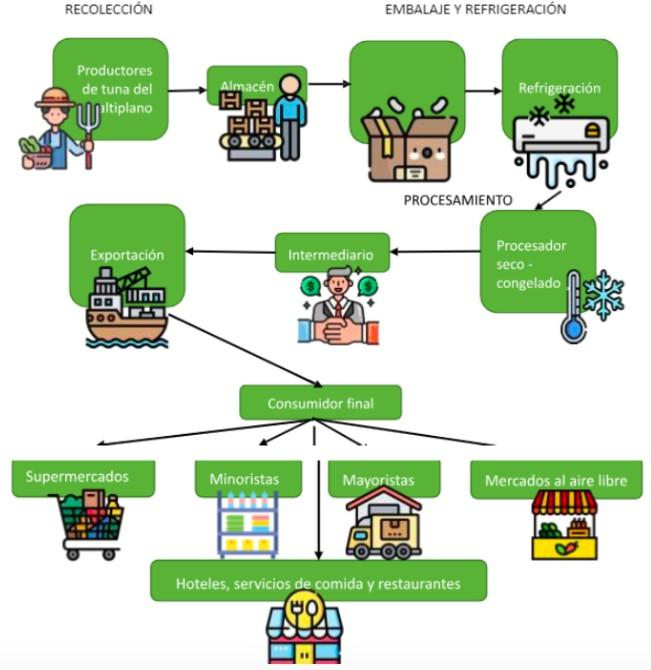 RECOLECCIÓN
EMBALAJE Y REFRIGERACIÓN
Productores
de tuna del
altiplano
Almacén
Refrigeración
PROCESAMIENTO
Exportación
Intermediario
Procesador
seco -
congelado
Consumidor final
Supermercados
Minoristas
Mayoristas
Mercados al aire libre
Hoteles, servicios de comida y restaurantes